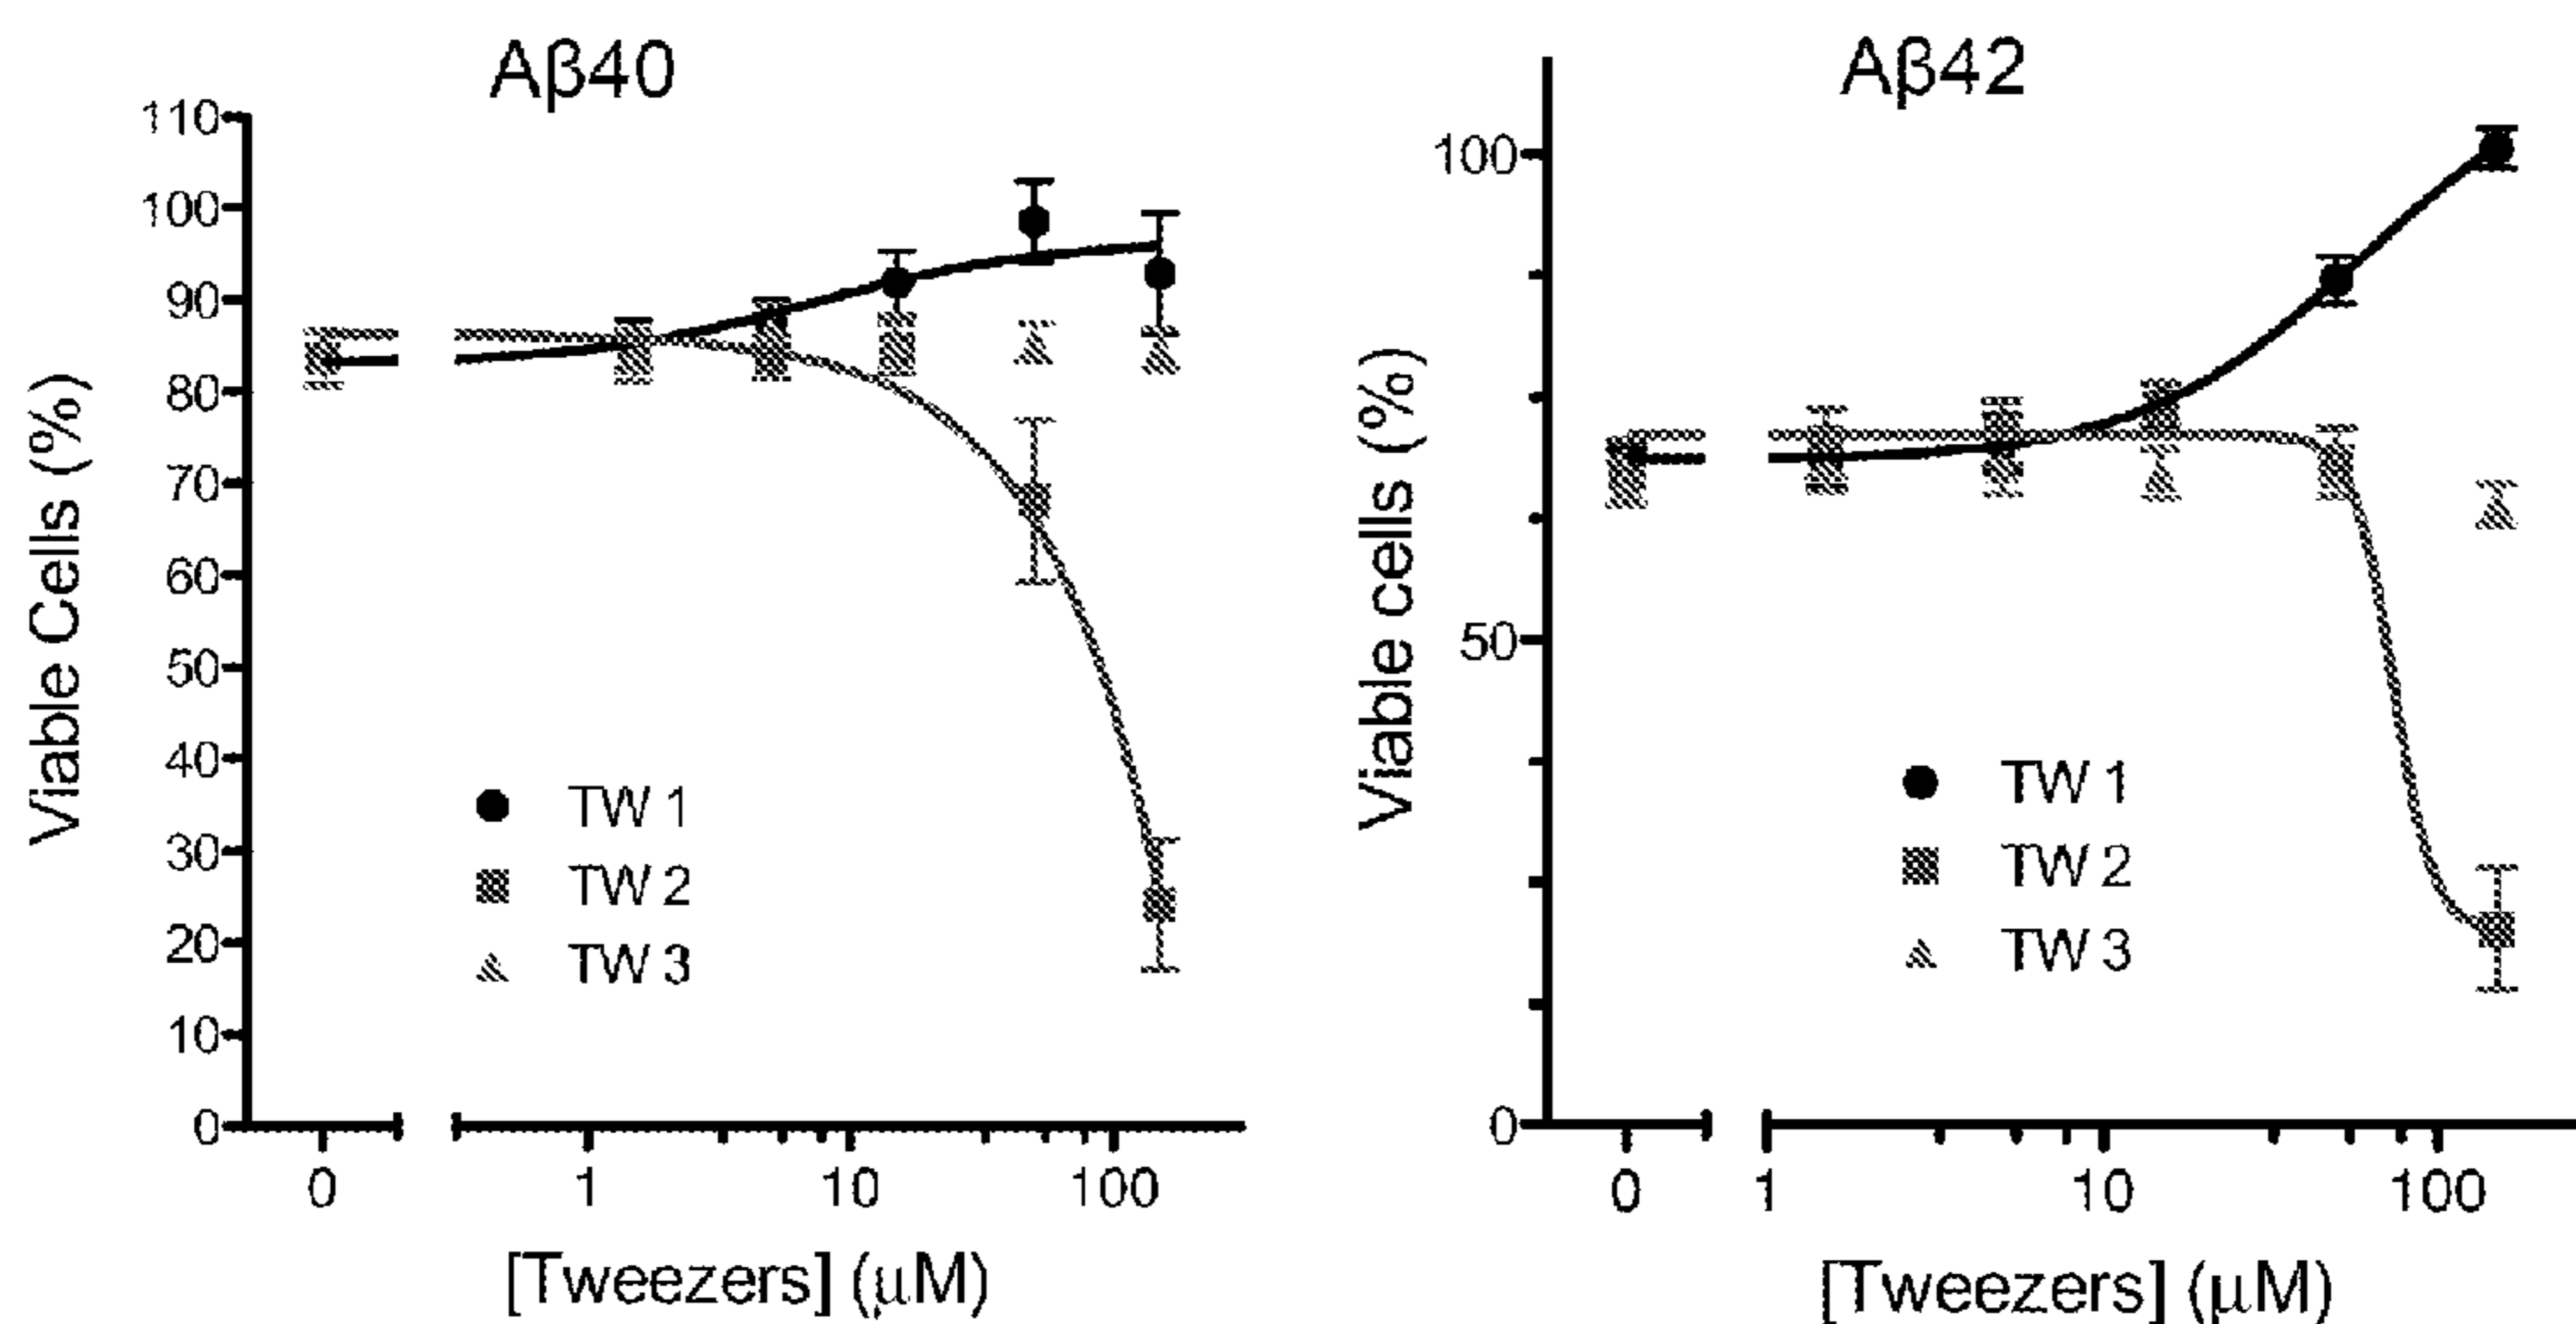 Aβ40
110
100
90
80
70
60
50
40
30
20
10
0
Viable Cells (%)
TW 1
TW 2
TW 3
0 1 10 100
[Tweezers] (μM)
Aβ42
100
50
0
Viable cells (%)
TW 1
TW 2
TW 3
0 1 10 100
[Tweezers] (μM)